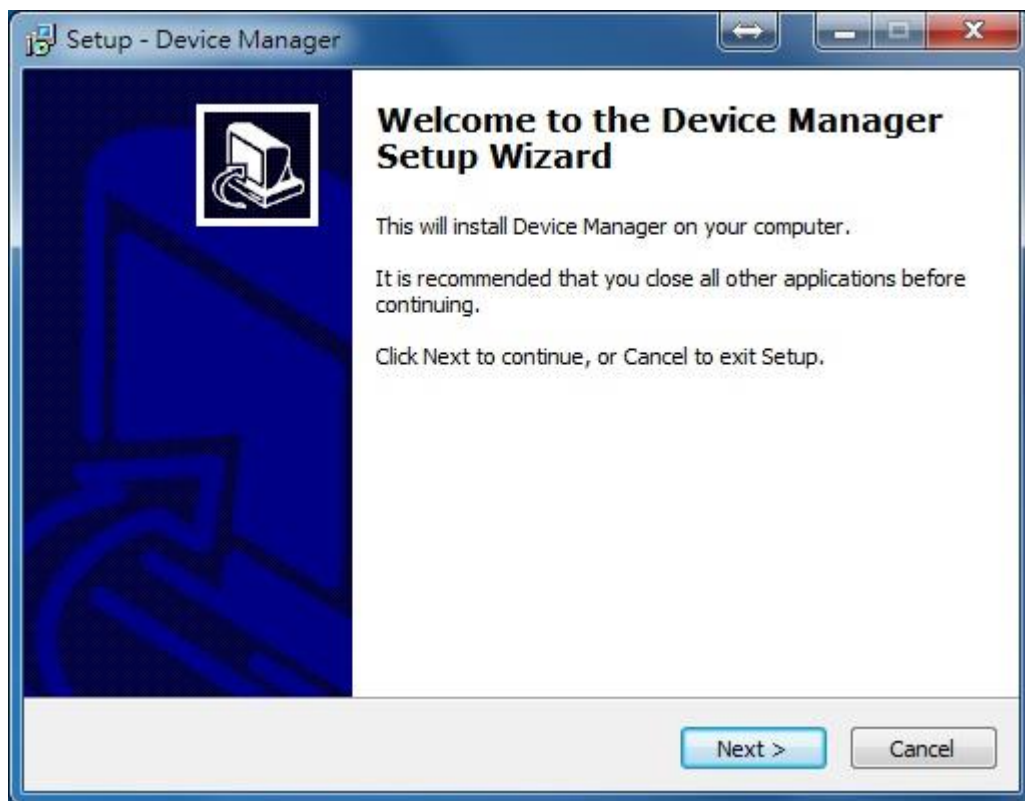 Setup - Device Manager
Welcome to the Device Manager
Setup Wizard
This will install Device Manager on your computer.
It is recommended that you close all other applications before
continuing.
Click Next to continue, or Cancel to exit Setup.
Next >
Cancel